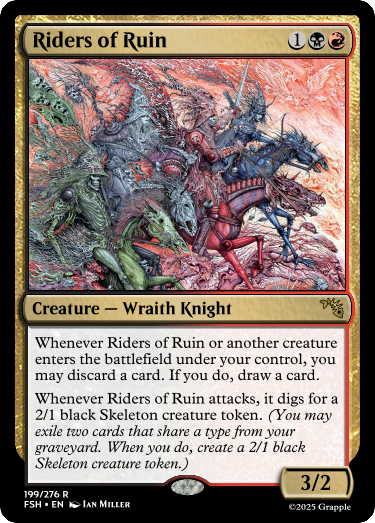 Riders of Ruin 1
Creature — Wraith Knight
Whenever Riders of Ruin or another creature
enters the battlefield under your control, you
may discard a card. If you do, draw a card.
Whenever Riders of Ruin attacks, it digs for a
2/1 black Skeleton creature token. (You may
exile two cards that share a type from your
graveyard. When you do, create a 2/1 black
Skeleton creature token.)
3/2
199/276 R
FSH • EN Ian Miller
©2025 Grapple